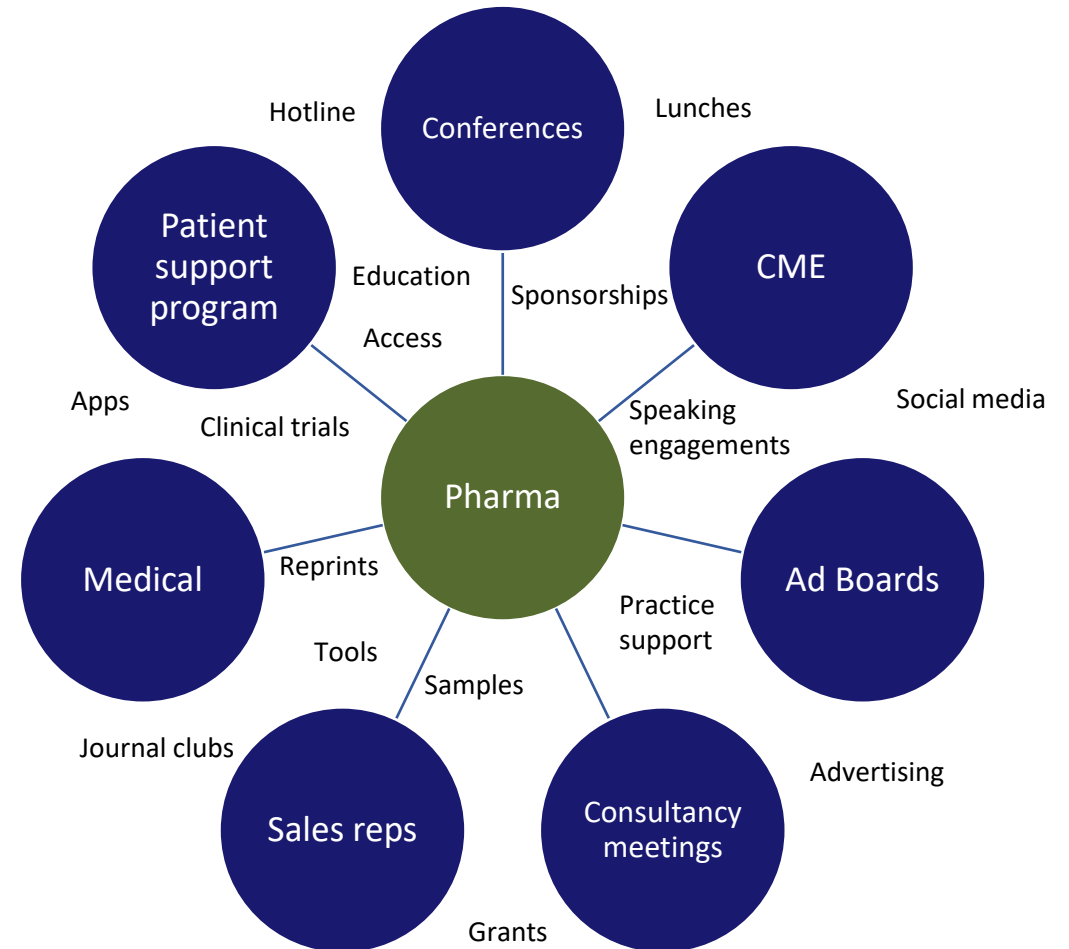 Hotline
Conferences
Lunches
Patient
support
program
CME
Education
Sponsorships
Access
Apps
Clinical trials
Speaking
engagements
Social media
Pharma
Medical
Reprints
Ad Boards
Practice
support
Tools
Samples
Journal clubs
Advertising
Sales reps
Consultancy
meetings
Grants